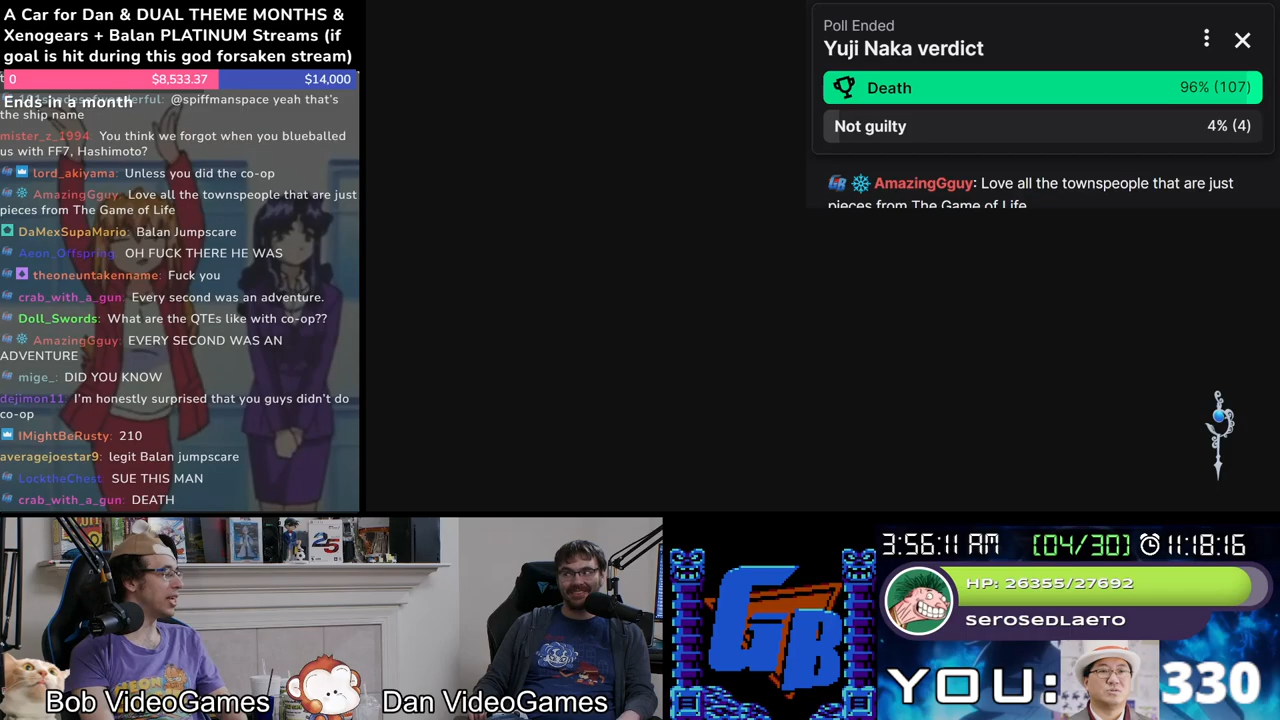 A Car for Dan & DUAL THEME MONTHS &
Xenogears + Balan PLATINUM Streams (if
goal is hit during this god forsaken stream)
0 $8,533.37 $14,000
Ends in a month
@spiffmanspace yeah that's
the ship name
mister_z_1994 You think we forgot when you blueballed
us with FF7, Hashimoto?
lord_akiyama: Unless you did the co-op
AmazingGguy: Love all the townspeople that are just
pieces from The Game of Life
DaMexSupaMario: Balan Jumpscare
Aeon_Offspring: OH FUCK THERE HE WAS
theoneuntakenname: Fuck you
crab_with_a_gun: Every second was an adventure.
Doll_Swords: What are the QTEs like with co-op??
AmazingGguy: EVERY SECOND WAS AN
ADVENTURE
mige_: DID YOU KNOW
dejimon11: I'm honestly surprised that you guys didn't do
co-op
IMightBeRusty: 210
averagejoestar9: legit Balan jumpscare
LocktheChest: SUE THIS MAN
crab_with_a_gun: DEATH
Poll Ended
Yuji Naka verdict
Death 96% (107)
Not guilty 4% (4)
AmazingGguy: Love all the townspeople that are just
pieces from The Game of Life
25
Bob VideoGames
Dan VideoGames
GB
3:56:11 AM [04/30] 11:18:16
HP: 26355/27692
SEROSEDLAETO
YOU: 330